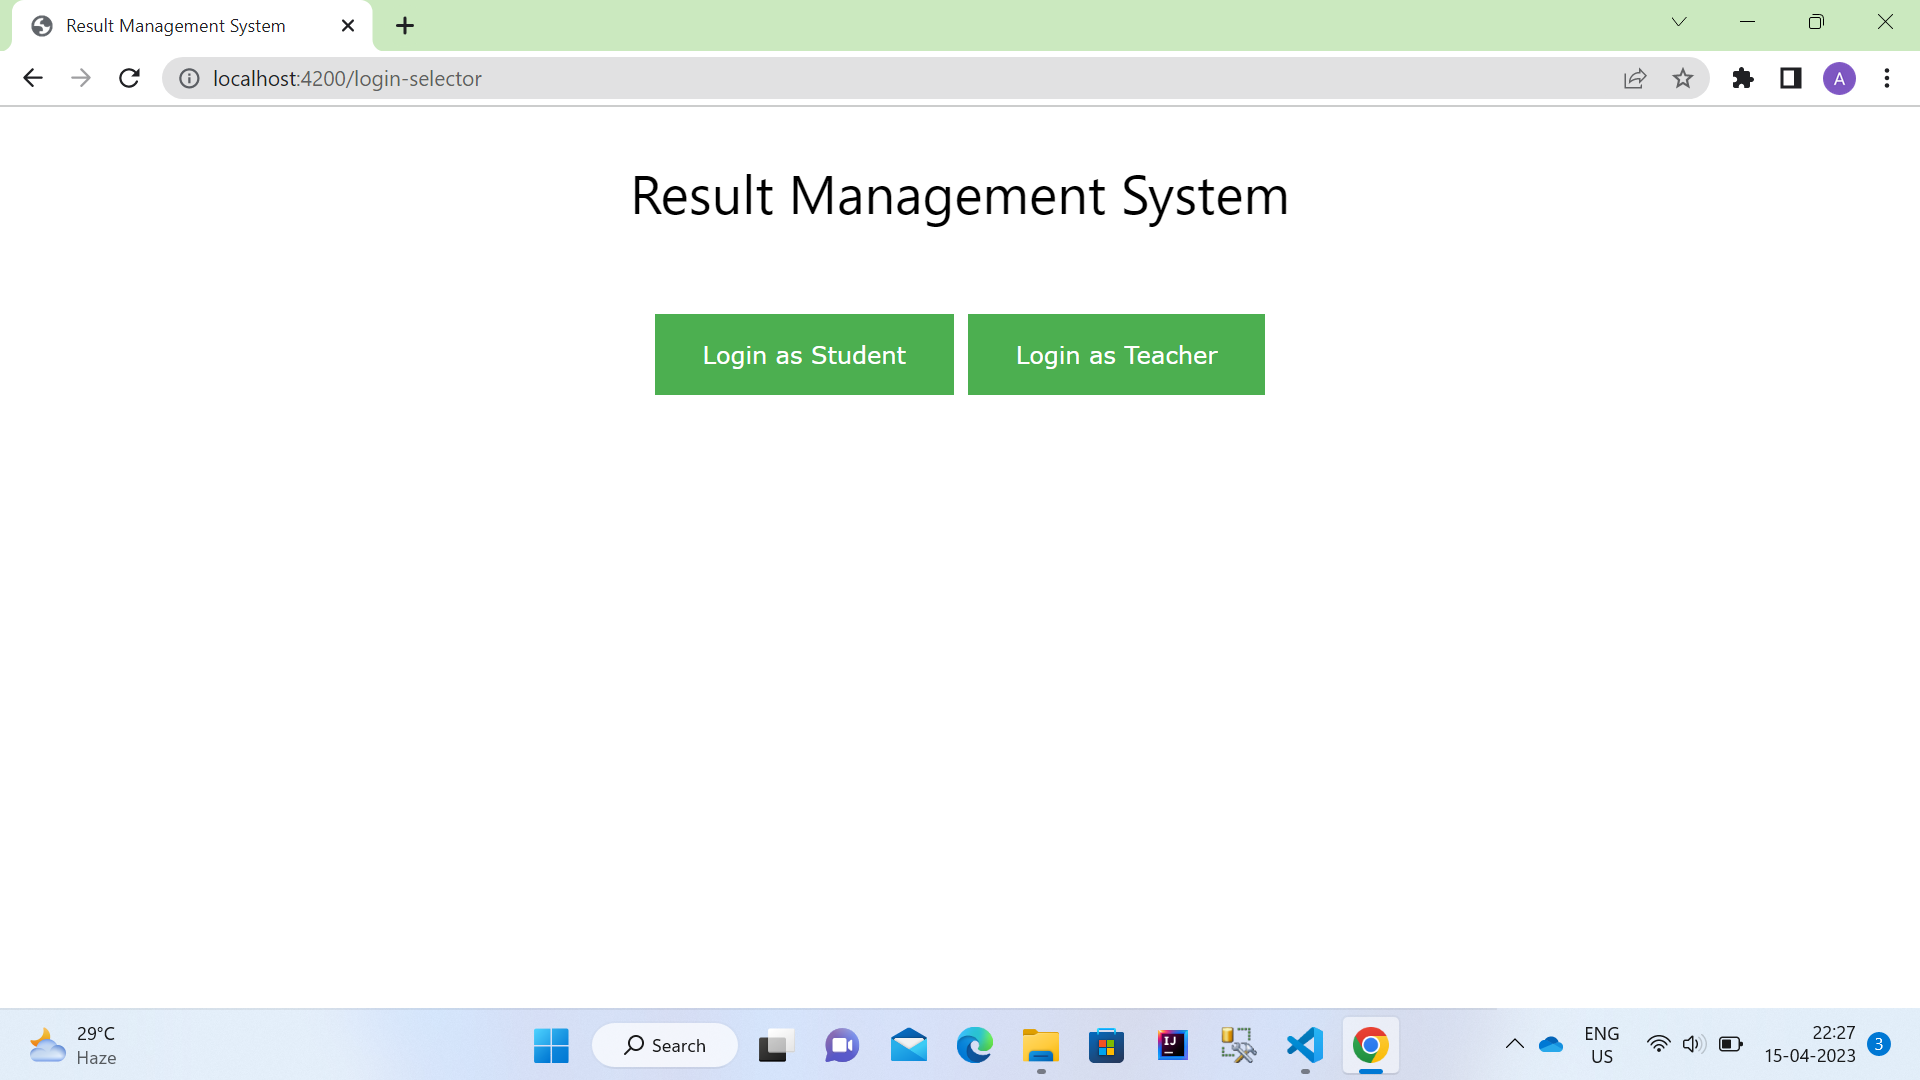 Result Management System
localhost:4200/login-selector
A
Result Management System
Login as Student
Login as Teacher
29°C
Haze
Search
IJ
ENG
US
22:27
15-04-2023
3